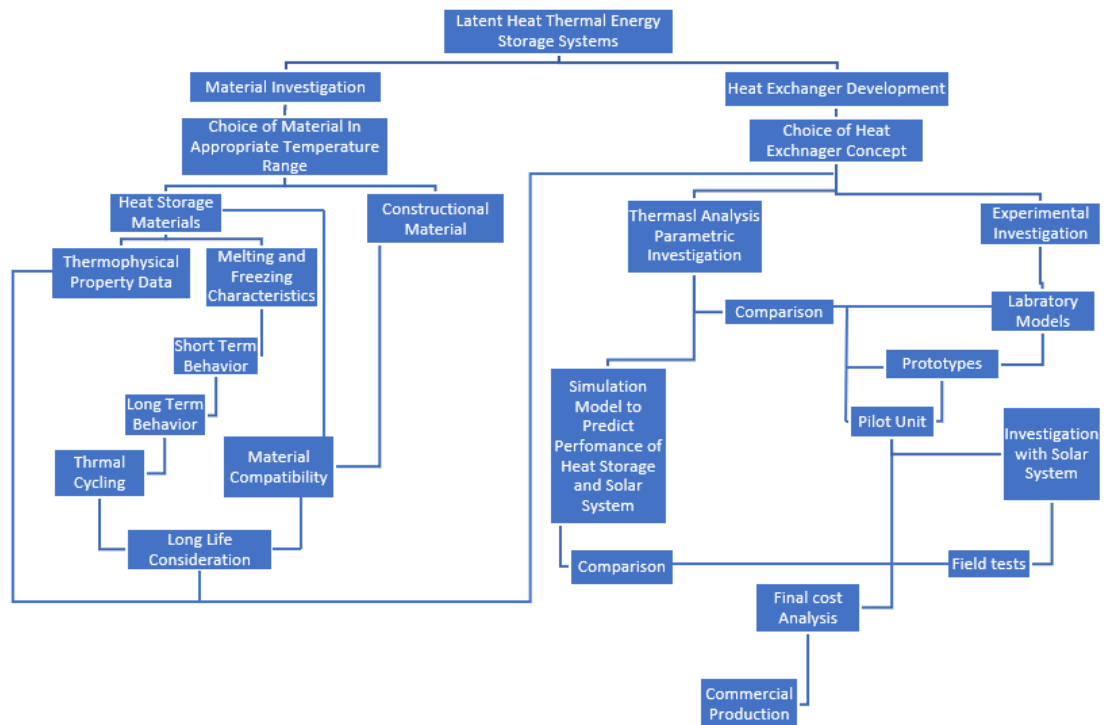 Latent Heat Thermal Energy
Storage Systems
Material Investigation
Heat Exchanger Development
Choice of Material In
Appropriate Temperature
Range
Choice of Heat
Exchnager Concept
Heat Storage
Materials
Constructional
Material
Thermasl Analysis
Parametric
Investigation
Experimental
Investigation
Thermophysical
Property Data
Melting and
Freezing
Characteristics
Comparison
Labratory
Models
Short Term
Behavior
Prototypes
Simulation
Model to
Predict
Perfomance of
Heat Storage
and Solar
System
Long Term
Behavior
Pilot Unit
Investigation
with Solar
System
Thrmal
Cycling
Material
Compatibility
Long Life
Consideration
Comparison
Field tests
Final cost
Analysis
Commercial
Production